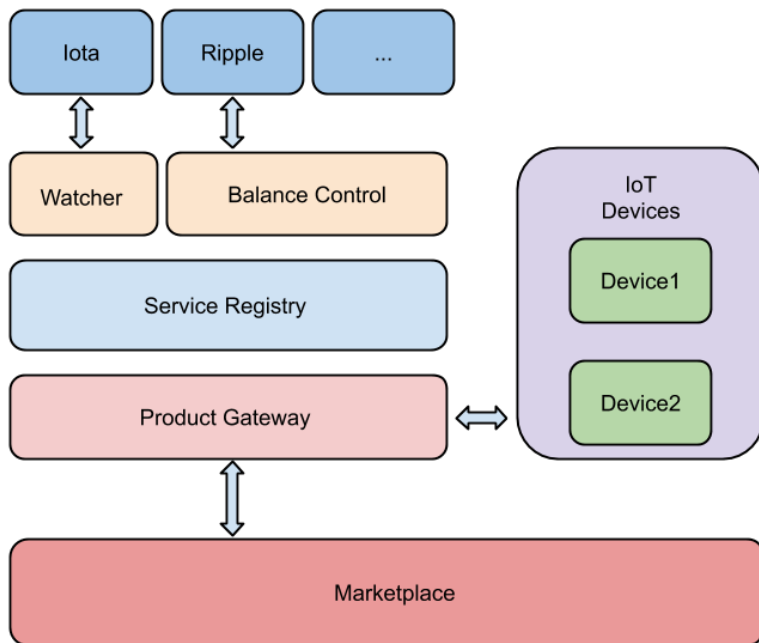 Iota
Ripple
...
Watcher
Balance Control
IoT
Devices
Device1
Service Registry
Device2
Product Gateway
Marketplace